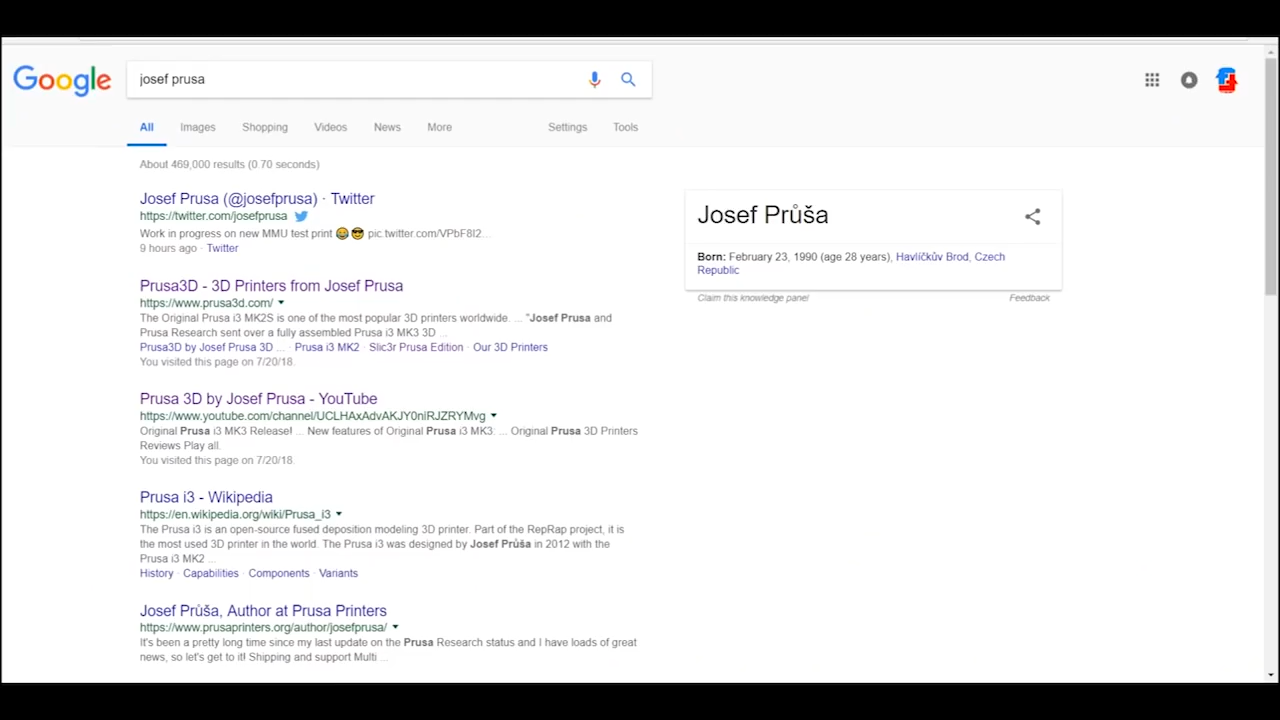 Google
josef prusa
All Images Shopping Videos News More Settings Tools
About 469,000 results (0.70 seconds)
Josef Prusa (@josefprusa) · Twitter
https://twitter.com/josefprusa
Work in progress on new MMU test print 😂😎 pic.twitter.com/VPbF8I2...
9 hours ago · Twitter
Prusa3D - 3D Printers from Josef Prusa
https://www.prusa3d.com/
The Original Prusa i3 MK2S is one of the most popular 3D printers worldwide. ... "Josef Prusa and
Prusa Research sent over a fully assembled Prusa i3 MK3 3D ...
Prusa3D by Josef Prusa 3D ... · Prusa i3 MK2 · Slic3r Prusa Edition · Our 3D Printers
You visited this page on 7/20/18.
Prusa 3D by Josef Prusa - YouTube
https://www.youtube.com/channel/UCLHAxAdvAKJY0niRJZRYMvg
Original Prusa i3 MK3 Release! ... New features of Original Prusa i3 MK3: ... Original Prusa 3D Printers
Reviews Play all.
You visited this page on 7/20/18.
Prusa i3 - Wikipedia
https://en.wikipedia.org/wiki/Prusa_i3
The Prusa i3 is an open-source fused deposition modeling 3D printer. Part of the RepRap project, it is
the most used 3D printer in the world. The Prusa i3 was designed by Josef Průša in 2012 with the
Prusa i3 MK2 ...
History · Capabilities · Components · Variants
Josef Průša, Author at Prusa Printers
https://www.prusaprinters.org/author/josefprusa/
It's been a pretty long time since my last update on the Prusa Research status and I have loads of great
news, so let's get to it! Shipping and support Multi ...
Josef Průša
Born: February 23, 1990 (age 28 years), Havlíčkův Brod, Czech
Republic
Claim this knowledge panel Feedback